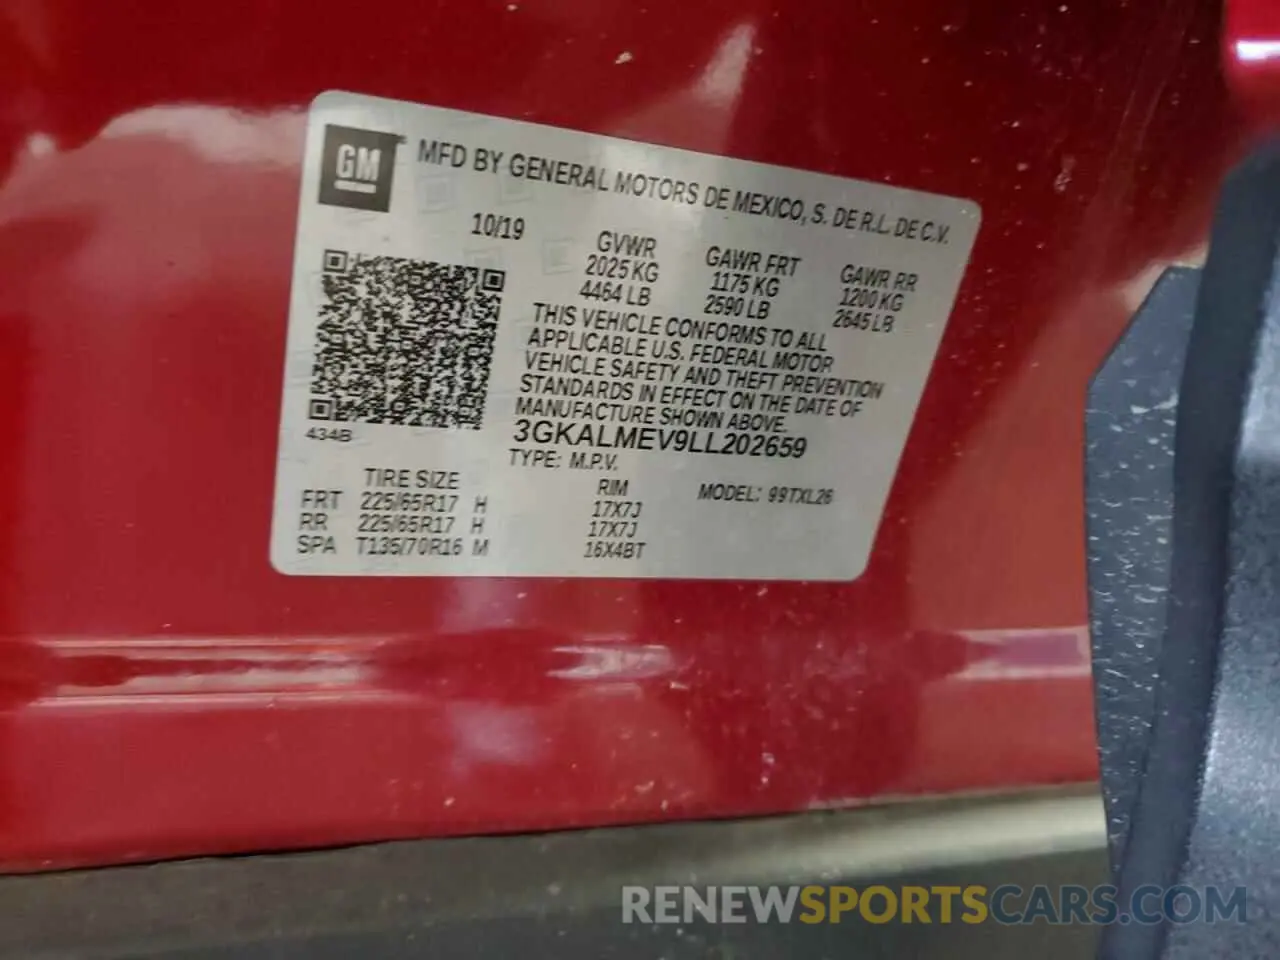 GM
MFD BY GENERAL MOTORS DE MEXICO, S. DE R.L. DE C.V.
10/19
GVWR GAWR FRT GAWR RR
2025 KG 1175 KG 1200 KG
4464 LB 2590 LB 2645 LB
THIS VEHICLE CONFORMS TO ALL
APPLICABLE U.S. FEDERAL MOTOR
VEHICLE SAFETY AND THEFT PREVENTION
STANDARDS IN EFFECT ON THE DATE OF
MANUFACTURE SHOWN ABOVE.
434B
3GKALMEV9LL202659
TYPE: M.P.V.
TIRE SIZE RIM MODEL: 99TXL26
FRT 225/65R17 H 17X7J
RR 225/65R17 H 17X7J
SPA T135/70R16 M 16X4BT
RENEWSPORTSCARS.COM